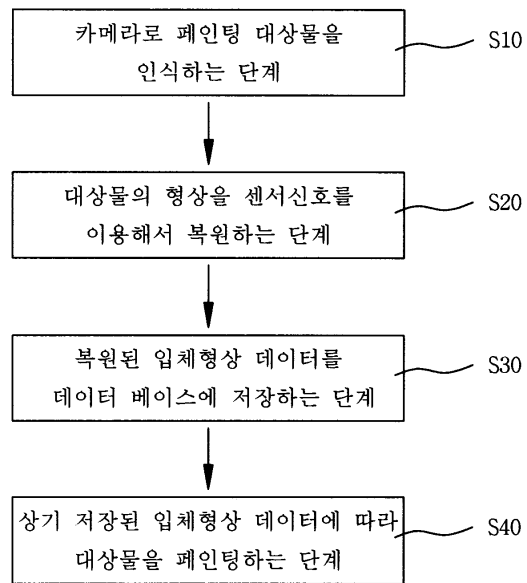 카메라로 페인팅 대상물을
인식하는 단계
S10
대상물의 형상을 센서신호를
이용해서 복원하는 단계
S20
복원된 입체형상 데이터를
데이터 베이스에 저장하는 단계
S30
상기 저장된 입체형상 데이터에 따라
대상물을 페인팅하는 단계
S40